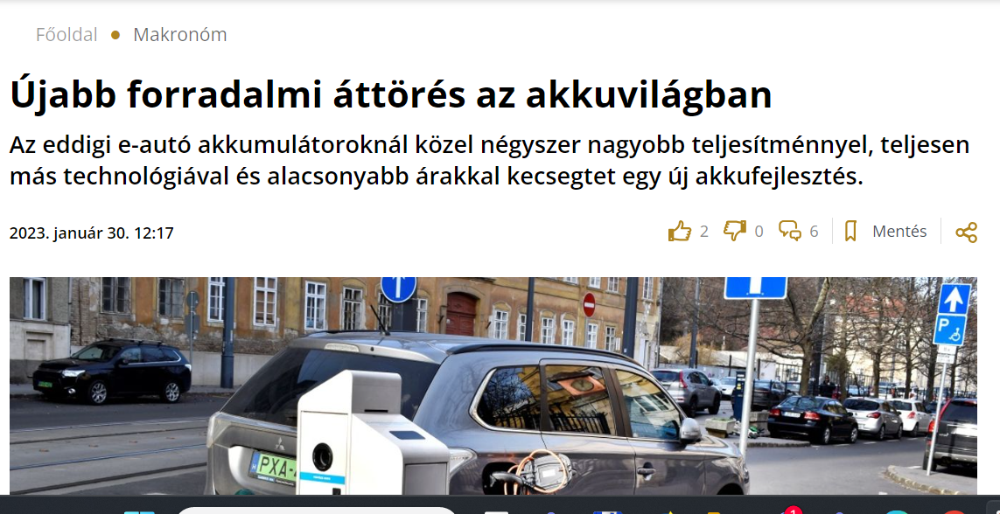 Főoldal • Makronóm
Újabb forradalmi áttörés az akkuvilágban
Az eddigi e-autó akkumulátoroknál közel négyszer nagyobb teljesítménnyel, teljesen
más technológiával és alacsonyabb árakkal kecsegtet egy új akkufejlesztés.
2023. január 30. 12:17
2 0 6 Mentés
P
PXA-
1